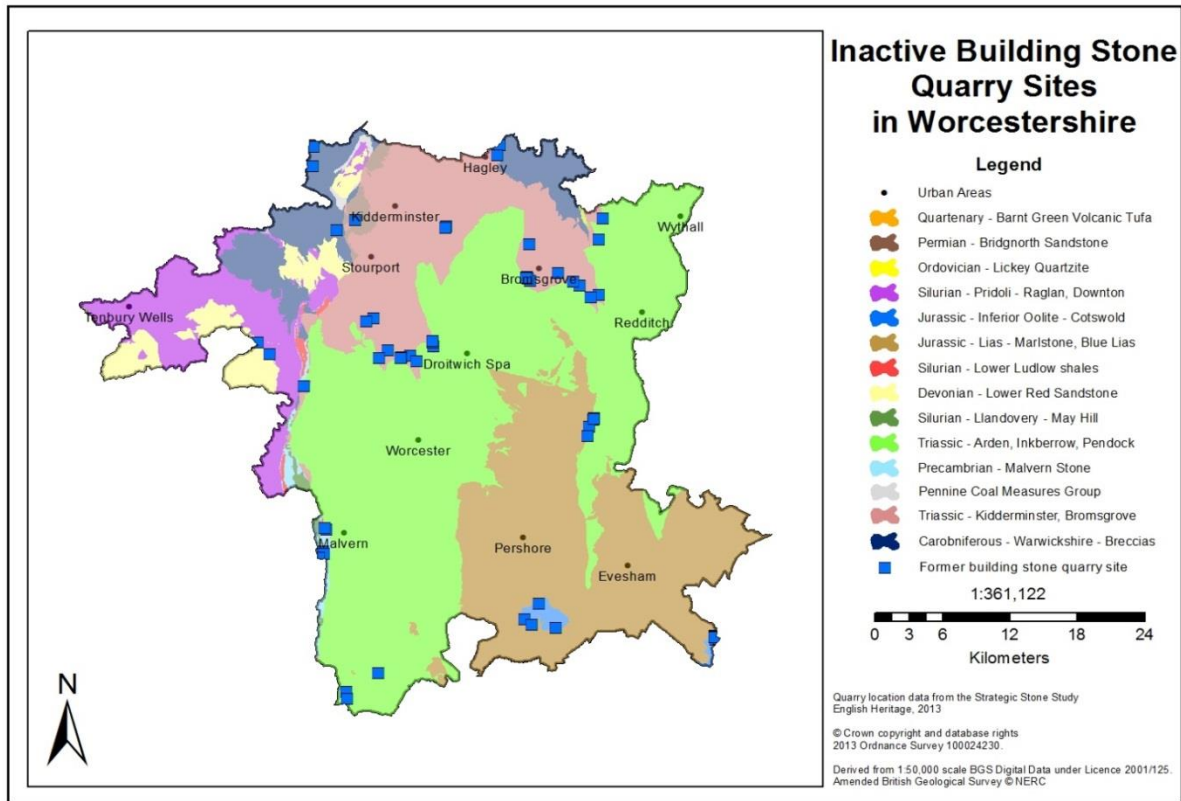 Inactive Building Stone
Quarry Sites
in Worcestershire
Legend
Urban Areas
Quartenary - Barnt Green Volcanic Tufa
Permian - Bridgnorth Sandstone
Ordovician - Lickey Quartzite
Silurian - Pridoli - Raglan, Downton
Jurassic - Inferior Oolite - Cotswold
Jurassic - Lias - Marlstone, Blue Lias
Silurian - Lower Ludlow shales
Devonian - Lower Red Sandstone
Silurian - Llandovery - May Hill
Triassic - Arden, Inkberrow, Pendock
Precambrian - Malvern Stone
Pennine Coal Measures Group
Triassic - Kidderminster, Bromsgrove
Carobniferous - Warwickshire - Breccias
Former building stone quarry site
1:361,122
0 3 6 12 18 24
Kilometers
Quarry location data from the Strategic Stone Study
English Heritage, 2013
© Crown copyright and database rights
2013 Ordnance Survey 100024230.
Derived from 1:50,000 scale BGS Digital Data under Licence 2001/125.
Amended British Geological Survey © NERC
Hagley
Kidderminster
Wythall
Stourport
Bromsgrove
Tenbury Wells
Redditch
Droitwich Spa
Worcester
Malvern
Pershore
Evesham
N